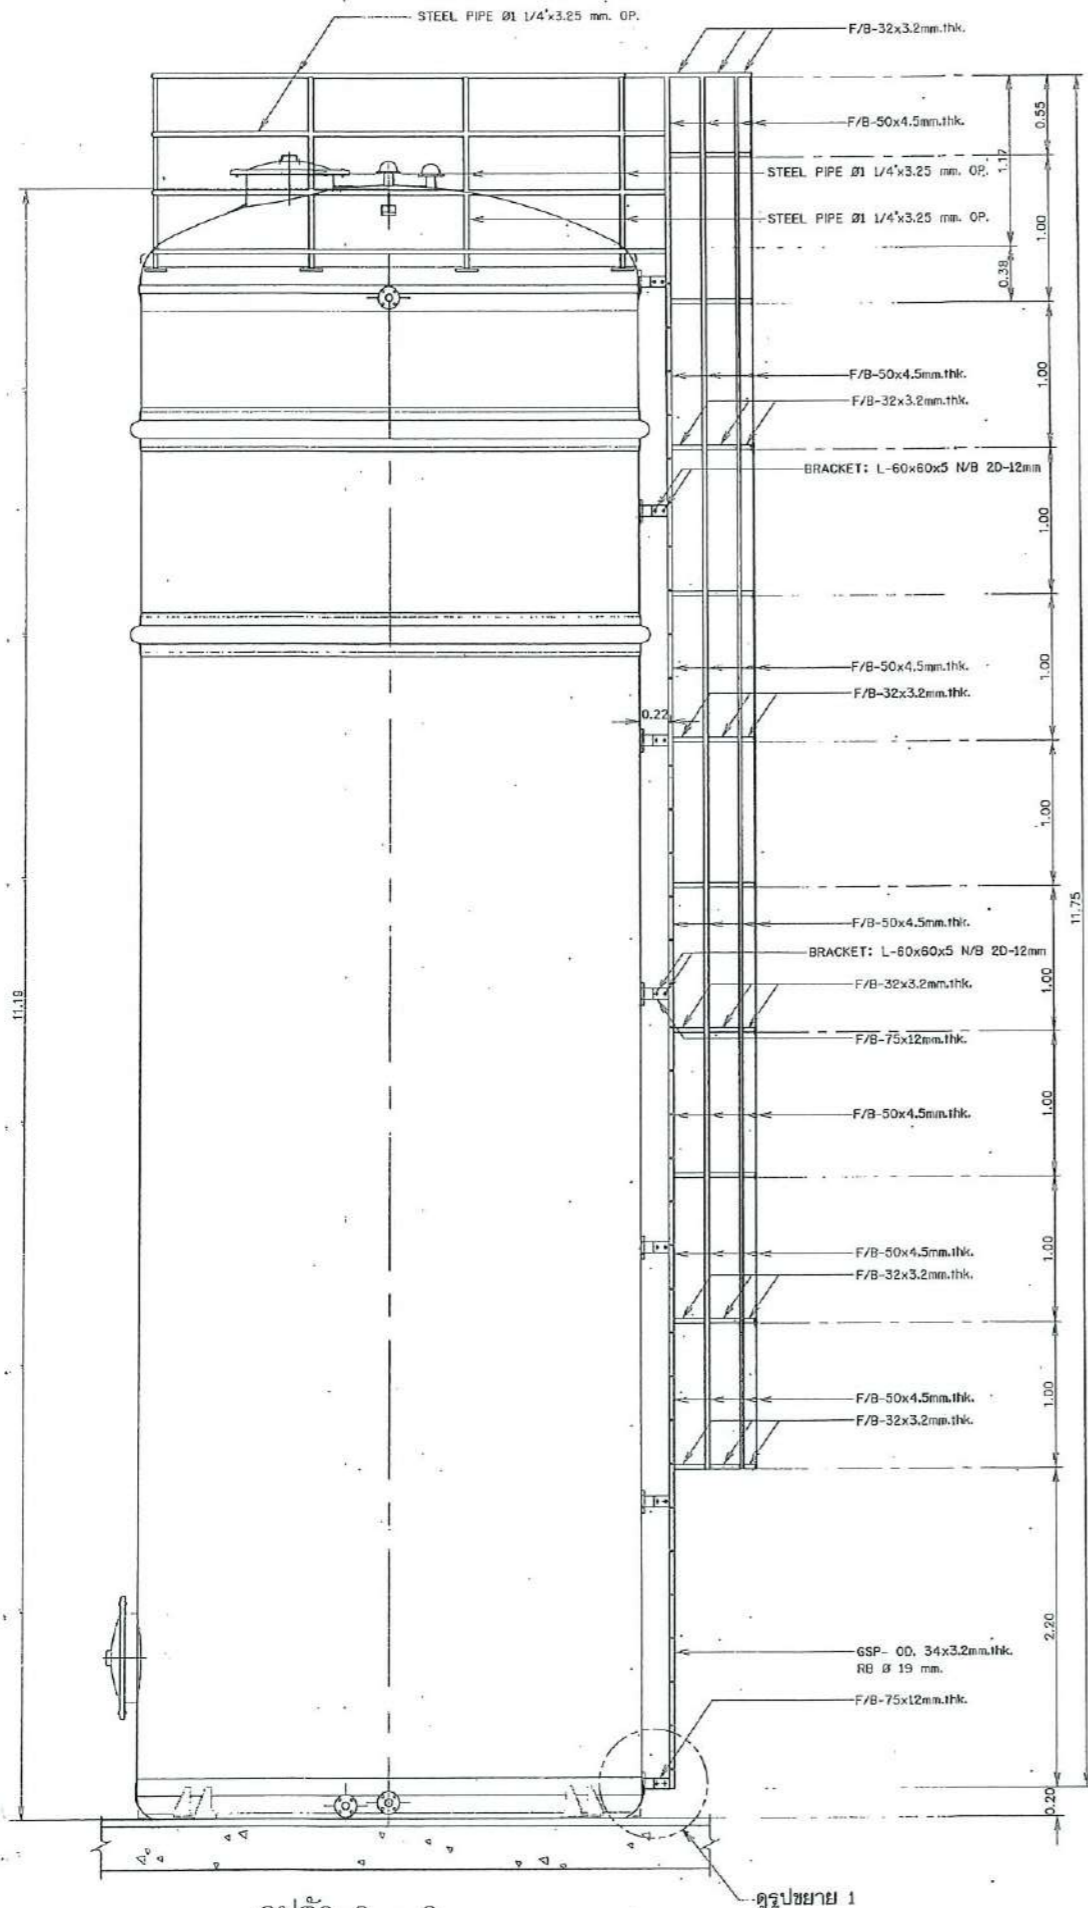 STEEL PIPE Ø1 1/4"x3.25 mm. OP.
F/B-32x3.2mm.thk.
0.55
F/B-50x4.5mm.thk.
1.17
STEEL PIPE Ø1 1/4"x3.25 mm. OP.
1.00
STEEL PIPE Ø1 1/4"x3.25 mm. OP.
0.38
F/B-50x4.5mm.thk.
1.00
F/B-32x3.2mm.thk.
BRACKET: L-60x60x5 N/B 2D-12mm
1.00
F/B-50x4.5mm.thk.
1.00
F/B-32x3.2mm.thk.
0.22
1.00
11.75
F/B-50x4.5mm.thk.
BRACKET: L-60x60x5 N/B 2D-12mm
1.00
F/B-32x3.2mm.thk.
11.19
F/B-75x12mm.thk.
1.00
F/B-50x4.5mm.thk.
F/B-50x4.5mm.thk.
1.00
F/B-32x3.2mm.thk.
F/B-50x4.5mm.thk.
1.00
F/B-32x3.2mm.thk.
2.20
GSP- OD. 34x3.2mm.thk.
RB Ø 19 mm.
F/B-75x12mm.thk.
0.20
ดูรูปขยาย 1